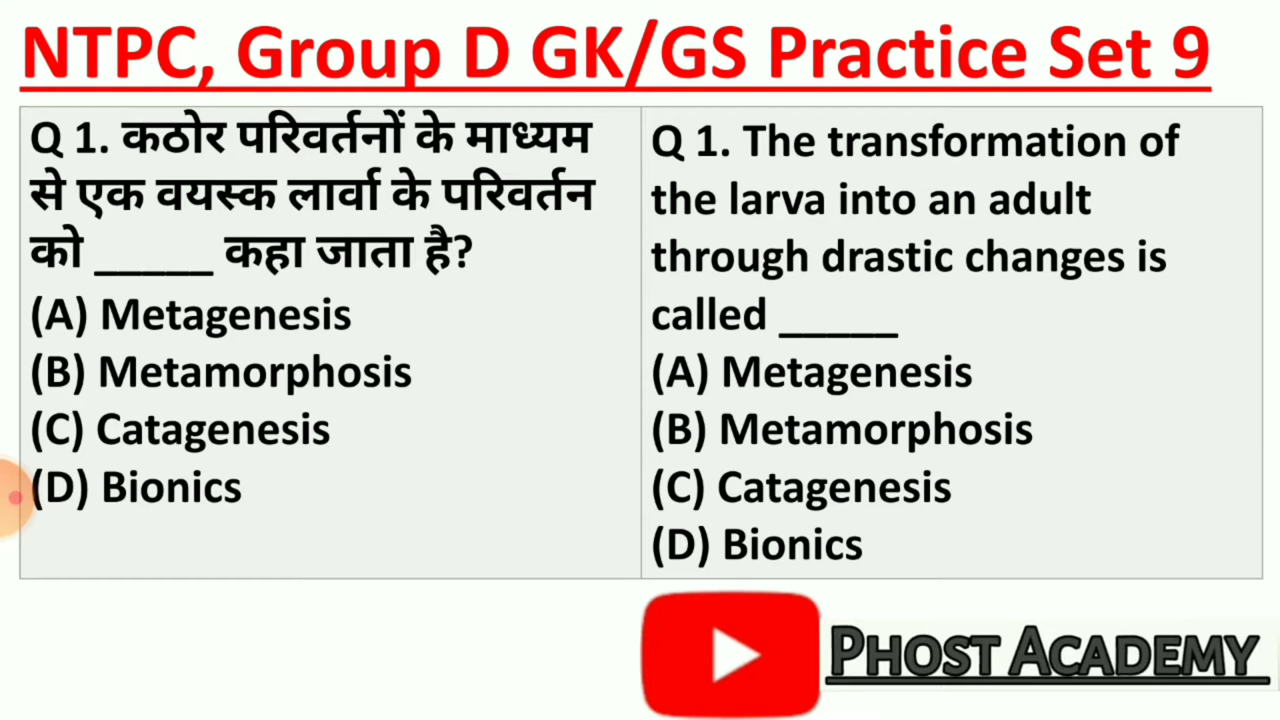 NTPC, Group D GK/GS Practice Set 9
Q 1. कठोर परिवर्तनों के माध्यम
से एक वयस्क लार्वा के परिवर्तन
को _____ कहा जाता है?
(A) Metagenesis
(B) Metamorphosis
(C) Catagenesis
(D) Bionics
Q 1. The transformation of
the larva into an adult
through drastic changes is
called _____
(A) Metagenesis
(B) Metamorphosis
(C) Catagenesis
(D) Bionics
PHOST ACADEMY